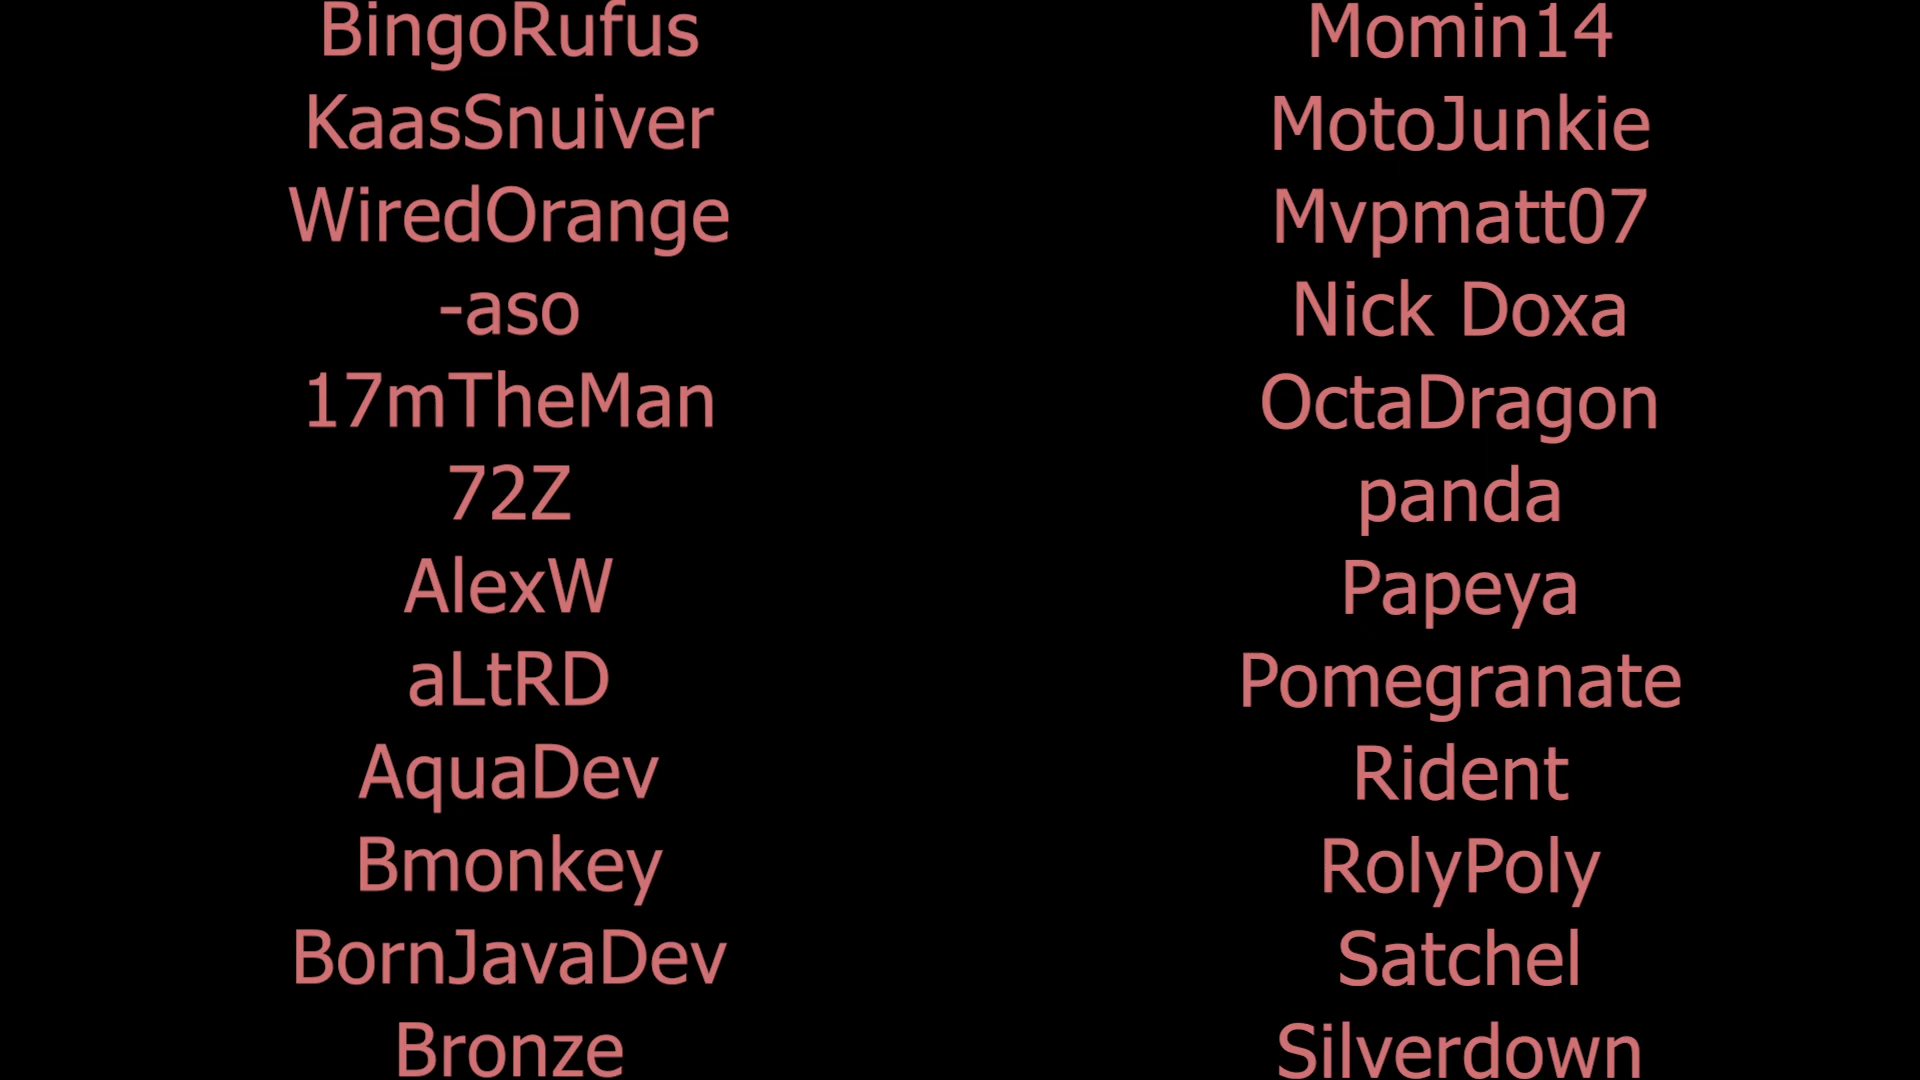 BingoRufus
KaasSnuiver
WiredOrange
-aso
17mTheMan
72Z
AlexW
aLtRD
AquaDev
Bmonkey
BornJavaDev
Bronze
Momin14
MotoJunkie
Mvpmatt07
Nick Doxa
OctaDragon
panda
Papeya
Pomegranate
Rident
RolyPoly
Satchel
Silverdown